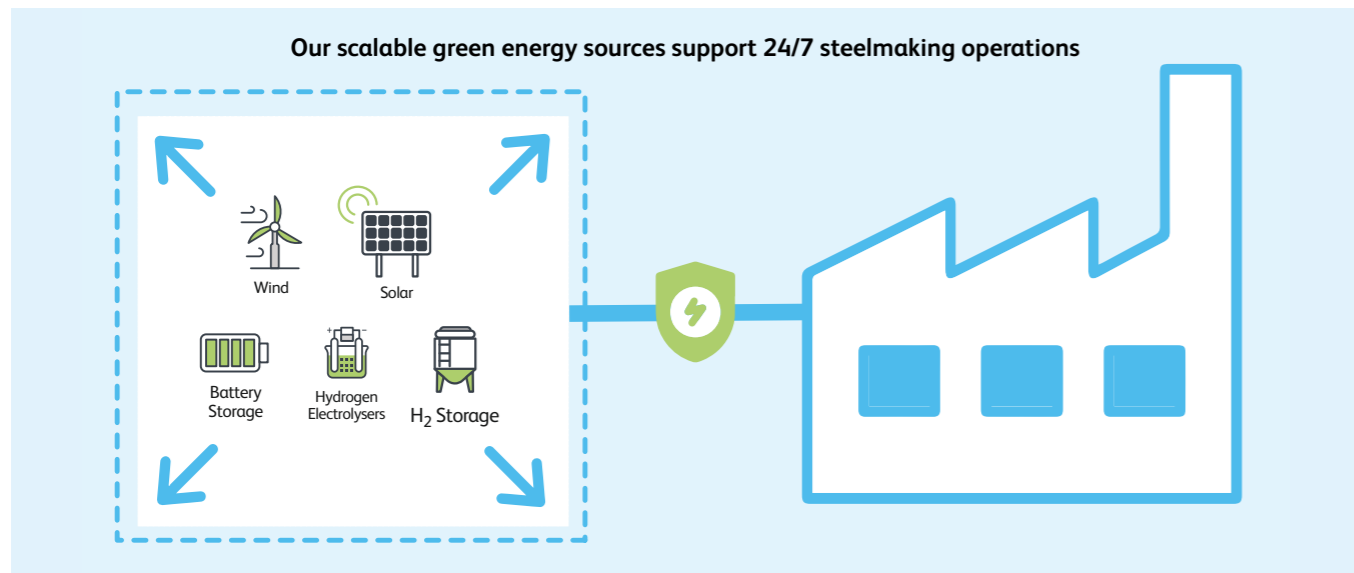 Our scalable green energy sources support 24/7 steelmaking operations
Wind
Solar
Battery
Storage
Hydrogen
Electrolysers
H₂ Storage